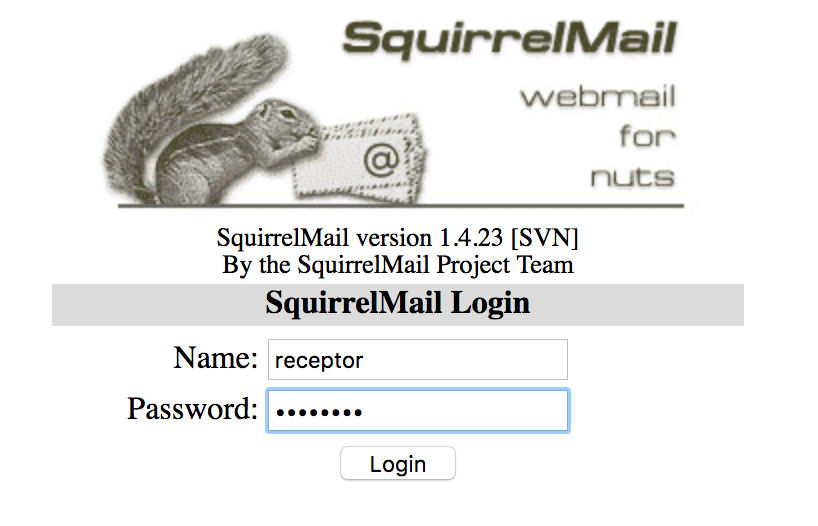 SquirrelMail
webmail
for
nuts
@
SquirrelMail version 1.4.23 [SVN]
By the SquirrelMail Project Team
SquirrelMail Login
Name: receptor
Password: ••••••••
Login